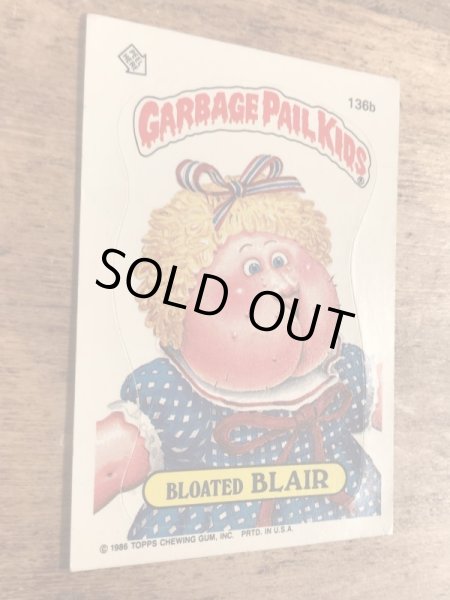 136b
GARBAGE PAIL KIDS
®
SOLD OUT
BLOATED BLAIR
© 1986 TOPPS CHEWING GUM, INC. PRTD. IN U.S.A.